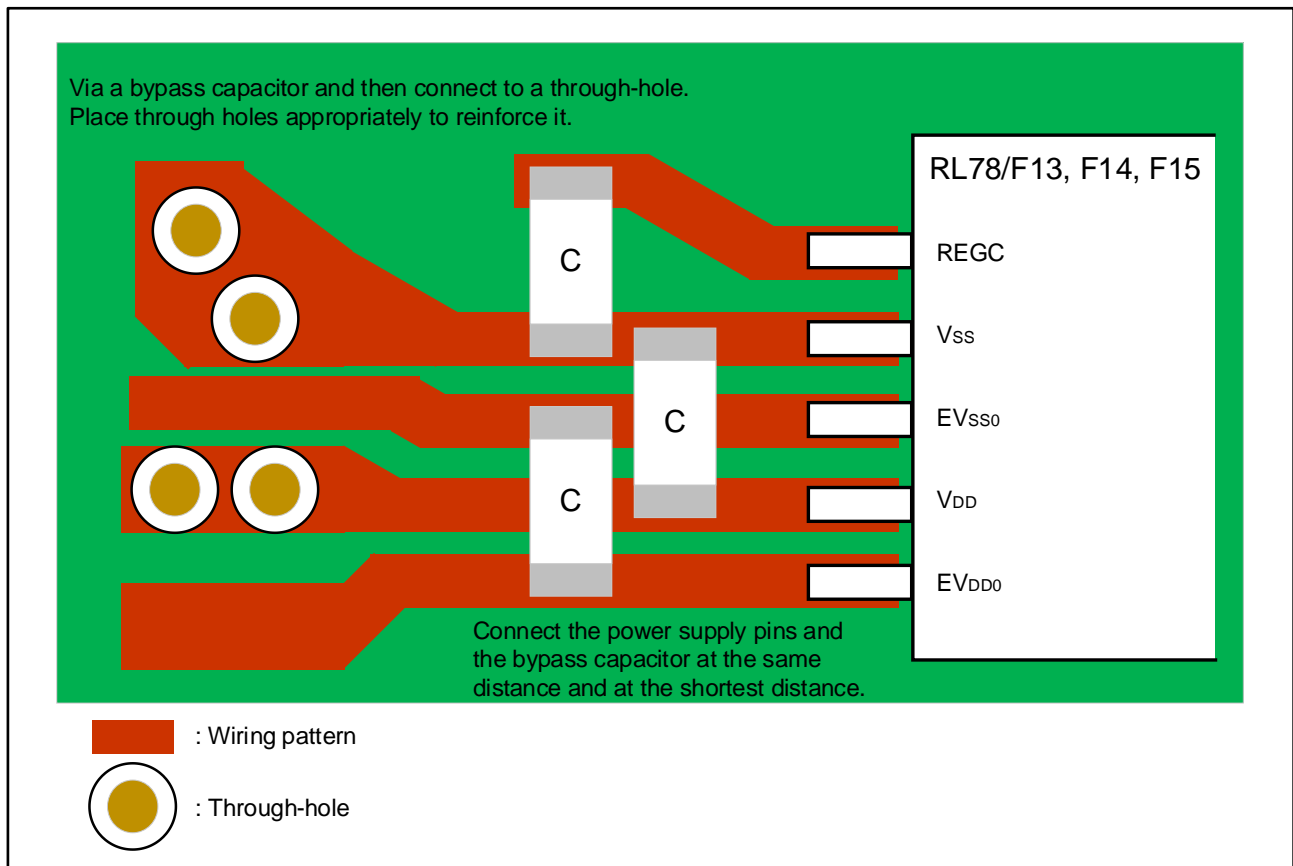 Via a bypass capacitor and then connect to a through-hole.
Place through holes appropriately to reinforce it.
RL78/F13, F14, F15
REGC
C
VSS
EVSS0
C
C
VDD
EVDD0
Connect the power supply pins and
the bypass capacitor at the same
distance and at the shortest distance.
: Wiring pattern
: Through-hole